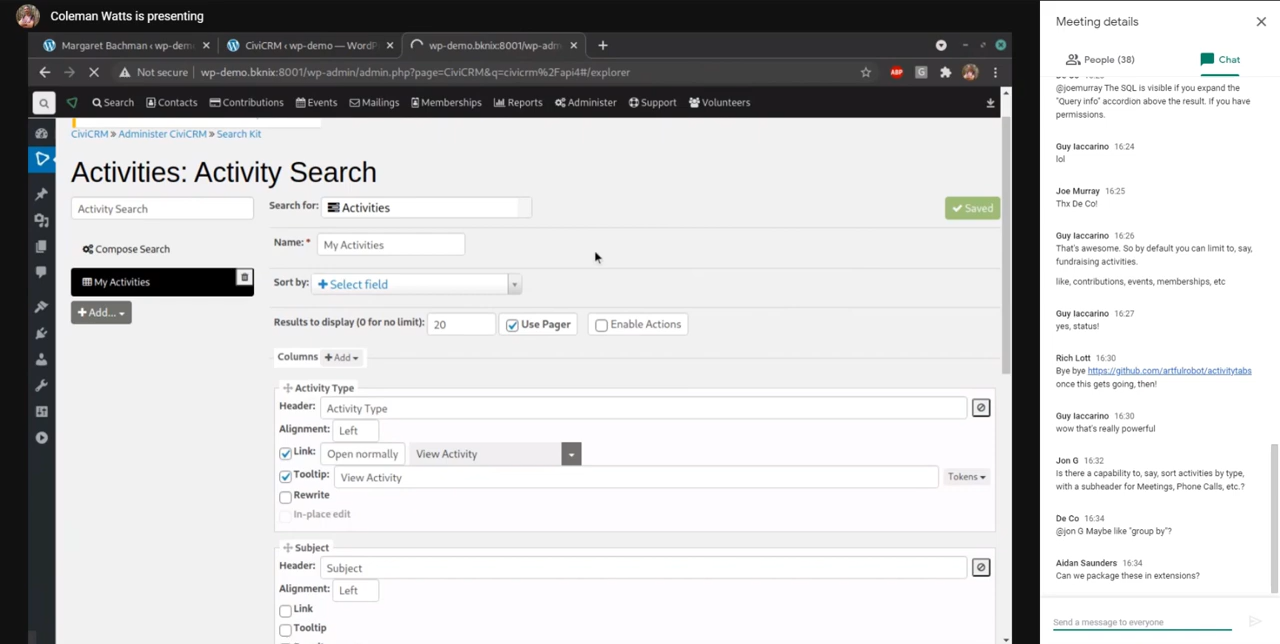 Coleman Watts is presenting
Margaret Bachman ‹ wp-dem
CiviCRM ‹ wp-demo — WordP
wp-demo.bknix:8001/wp-adm
Not secure
wp-demo.bknix:8001/wp-admin/admin.php?page=CiviCRM&q=civicrm%2Fapi4#/explorer
ABP
G
Search Contacts Contributions Events Mailings Memberships Reports Administer Support Volunteers
CiviCRM » Administer CiviCRM » Search Kit
Activities: Activity Search
Activity Search
Search for: Activities
Saved
Compose Search
Name: * My Activities
My Activities
Sort by: Select field
Add...
Results to display (0 for no limit): 20 Use Pager Enable Actions
Columns Add
Activity Type
Header: Activity Type
Alignment: Left
Link: Open normally View Activity
Tooltip: View Activity Tokens
Rewrite
In-place edit
Subject
Header: Subject
Alignment: Left
Link
Tooltip
Meeting details
People (38)
Chat
@joemurray The SQL is visible if you expand the
"Query info" accordion above the result. If you have
permissions.
Guy Iaccarino 16:24
lol
Joe Murray 16:25
Thx De Co!
Guy Iaccarino 16:26
That's awesome. So by default you can limit to, say,
fundraising activities.
like, contributions, events, memberships, etc
Guy Iaccarino 16:27
yes, status!
Rich Lott 16:30
Bye bye https://github.com/artfulrobot/activitytabs
once this gets going, then!
Guy Iaccarino 16:30
wow that's really powerful
Jon G 16:32
Is there a capability to, say, sort activities by type,
with a subheader for Meetings, Phone Calls, etc.?
De Co 16:34
@jon G Maybe like "group by"?
Aidan Saunders 16:34
Can we package these in extensions?
Send a message to everyone